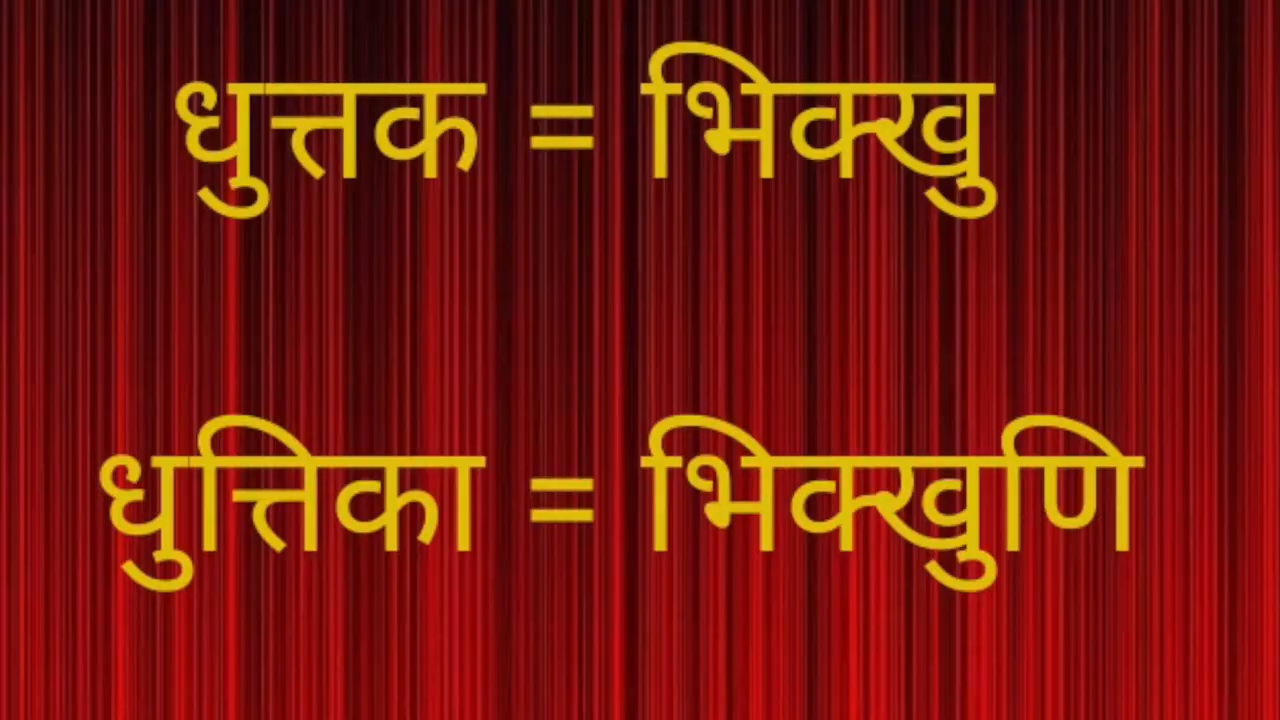 धुत्तक = भिक्खु
धुत्तिका = भिक्खुणि